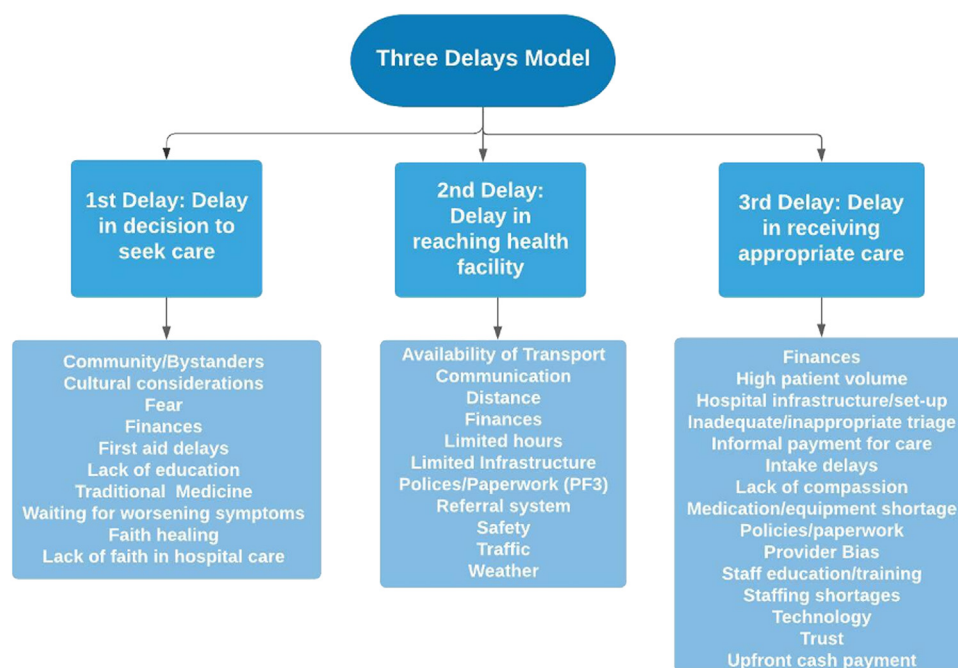 Three Delays Model
1st Delay: Delay
in decision to
seek care
2nd Delay:
Delay in
reaching health
facility
3rd Delay: Delay
in receiving
appropriate care
Community/Bystanders
Cultural considerations
Fear
Finances
First aid delays
Lack of education
Traditional Medicine
Waiting for worsening symptoms
Faith healing
Lack of faith in hospital care
Availability of Transport
Communication
Distance
Finances
Limited hours
Limited Infrastructure
Polices/Paperwork (PF3)
Referral system
Safety
Traffic
Weather
Finances
High patient volume
Hospital infrastructure/set-up
Inadequate/inappropriate triage
Informal payment for care
Intake delays
Lack of compassion
Medication/equipment shortage
Policies/paperwork
Provider Bias
Staff education/training
Staffing shortages
Technology
Trust
Upfront cash payment